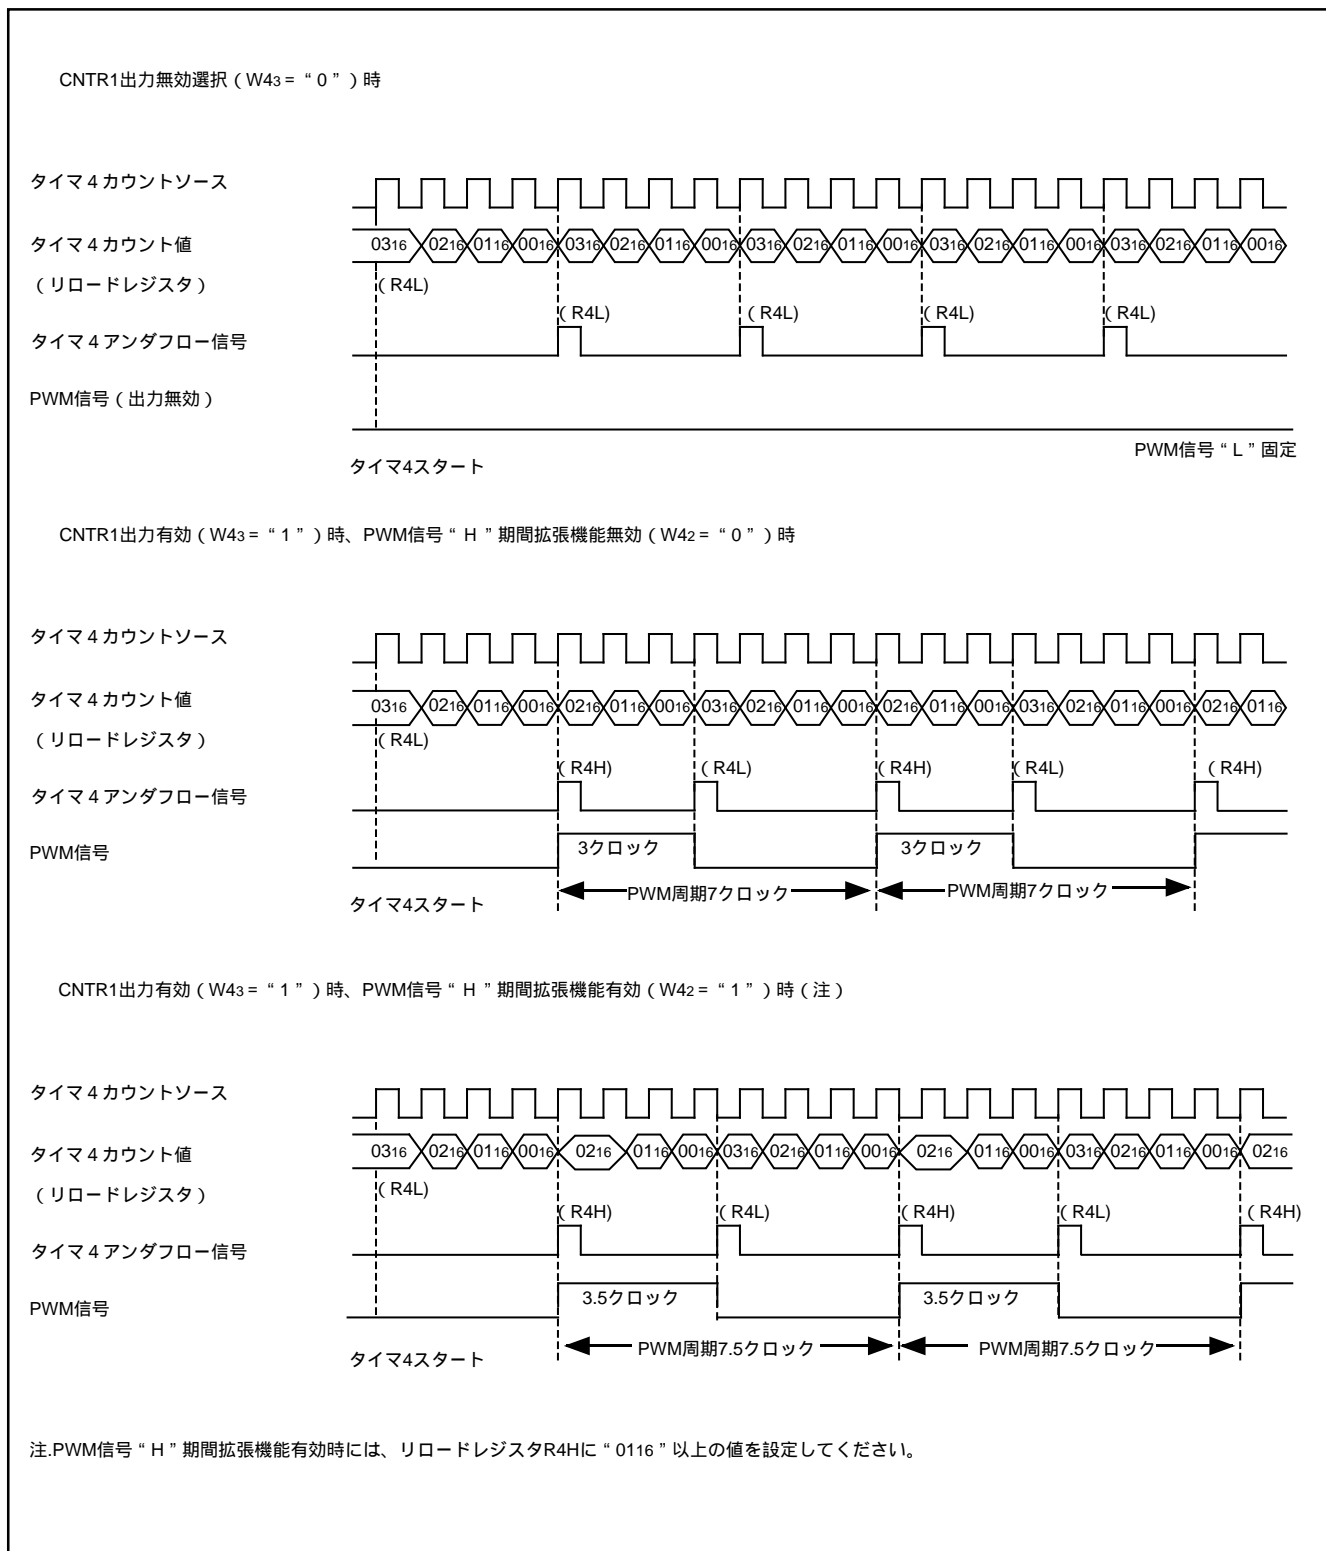 CNTR1出力無効選択（W43 = “ 0 ” ）時
タイマ４カウントソース
タイマ４カウント値 0316 0216 0116 0016 0316 0216 0116 0016 0316 0216 0116 0016 0316 0216 0116 0016 0316 0216 0116 0016
（リロードレジスタ） （R4L)
（R4L) （R4L) （R4L) （R4L)
タイマ４アンダフロー信号
PWM信号（出力無効）
PWM信号 “ L ” 固定
タイマ4スタート
CNTR1出力有効（W43 = “ 1 ” ）時、PWM信号 “ H ” 期間拡張機能無効（W42 = “ 0 ” ）時
タイマ４カウントソース
タイマ４カウント値 0316 0216 0116 0016 0216 0116 0016 0316 0216 0116 0016 0216 0116 0016 0316 0216 0116 0016 0216 0116
（リロードレジスタ） （R4L)
（R4H) （R4L) （R4H) （R4L) （R4H)
タイマ４アンダフロー信号
PWM信号 3クロック 3クロック
PWM周期7クロック PWM周期7クロック
タイマ4スタート
CNTR1出力有効（W43 = “ 1 ” ）時、PWM信号 “ H ” 期間拡張機能有効（W42 = “ 1 ” ）時（注）
タイマ４カウントソース
タイマ４カウント値 0316 0216 0116 0016 0216 0116 0016 0316 0216 0116 0016 0216 0116 0016 0316 0216 0116 0016 0216
（リロードレジスタ） （R4L)
（R4H) （R4L) （R4H) （R4L) （R4H)
タイマ４アンダフロー信号
PWM信号 3.5クロック 3.5クロック
PWM周期7.5クロック PWM周期7.5クロック
タイマ4スタート
注.PWM信号 “ H ” 期間拡張機能有効時には、リロードレジスタR4Hに “ 0116 ” 以上の値を設定してください。